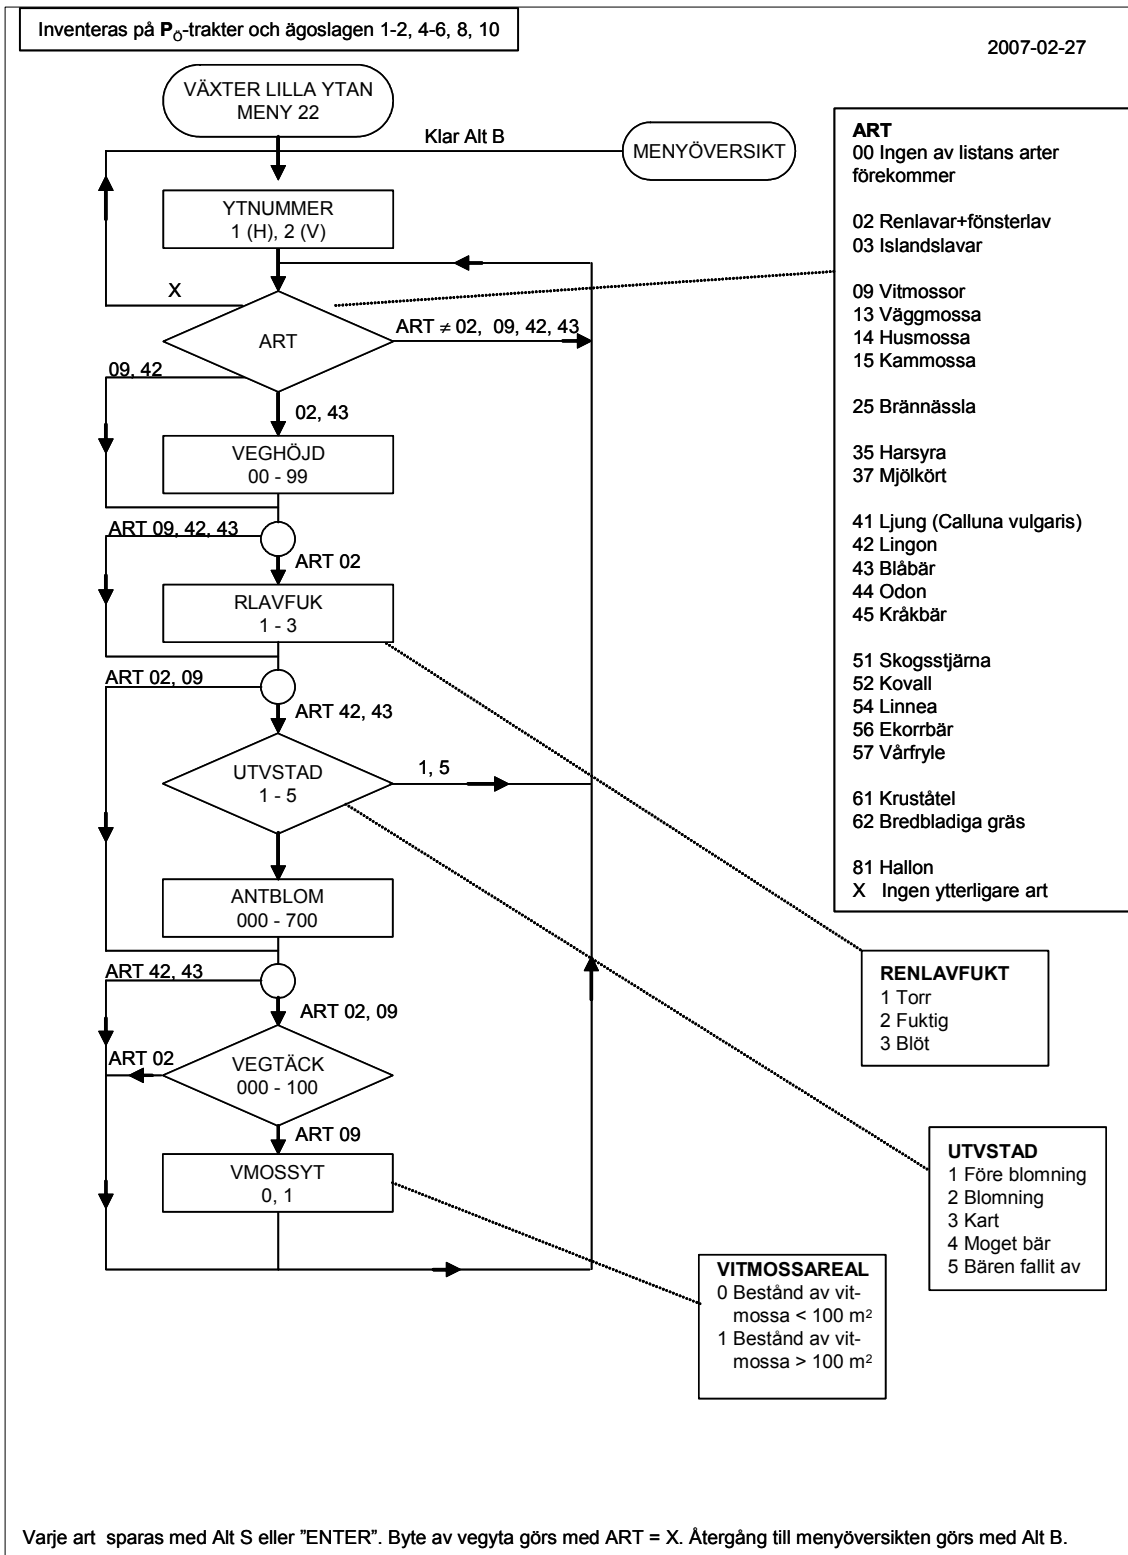 Inventeras på PÖ-trakter och ägoslagen 1-2, 4-6, 8, 10
2007-02-27
VÄXTER LILLA YTAN
MENY 22
Klar Alt B
MENYÖVERSIKT
YTNUMMER
1 (H), 2 (V)
X
ART
ART ≠ 02, 09, 42, 43
09, 42
02, 43
VEGHÖJD
00 - 99
ART 09, 42, 43
ART 02
RLAVFUK
1 - 3
ART 02, 09
ART 42, 43
UTVSTAD
1 - 5
1, 5
ANTBLOM
000 - 700
ART 42, 43
ART 02, 09
ART 02
VEGTÄCK
000 - 100
ART 09
VMOSSYT
0, 1
ART
00 Ingen av listans arter
förekommer
02 Renlavar+fönsterlav
03 Islandslavar
09 Vitmossor
13 Väggmossa
14 Husmossa
15 Kammossa
25 Brännässla
35 Harsyra
37 Mjölkört
41 Ljung (Calluna vulgaris)
42 Lingon
43 Blåbär
44 Odon
45 Kråkbär
51 Skogsstjärna
52 Kovall
54 Linnea
56 Ekorrbär
57 Vårfryle
61 Kruståtel
62 Bredbladiga gräs
81 Hallon
X Ingen ytterligare art
RENLAVFUKT
1 Torr
2 Fuktig
3 Blöt
UTVSTAD
1 Före blomning
2 Blomning
3 Kart
4 Moget bär
5 Bären fallit av
VITMOSSAREAL
0 Bestånd av vit-
mossa < 100 m²
1 Bestånd av vit-
mossa > 100 m²
Varje art sparas med Alt S eller "ENTER". Byte av vegyta görs med ART = X. Återgång till menyöversikten görs med Alt B.